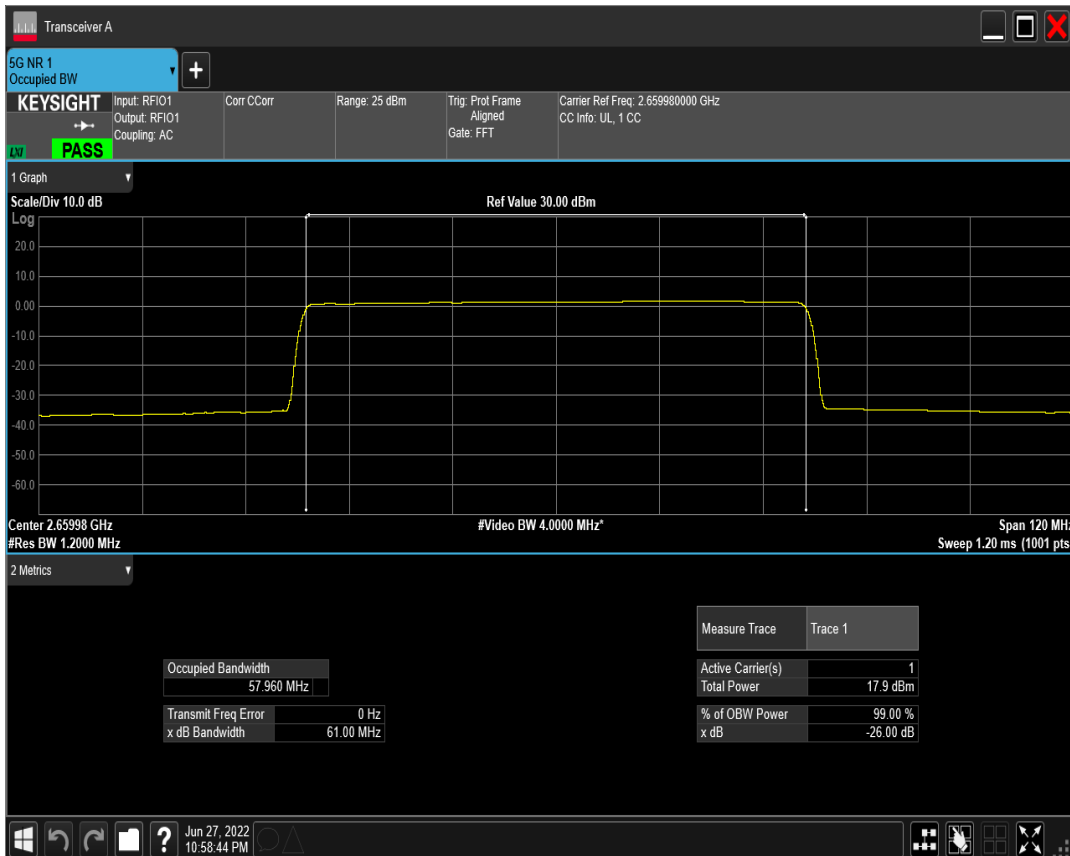 Transceiver A
5G NR 1
Occupied BW
+
KEYSIGHT
LXI
PASS
Input: RFIO1
Output: RFIO1
Coupling: AC
Corr CCorr
Range: 25 dBm
Trig: Prot Frame
Aligned
Gate: FFT
Carrier Ref Freq: 2.659980000 GHz
CC Info: UL, 1 CC
1 Graph
Scale/Div 10.0 dB
Ref Value 30.00 dBm
Log
20.0
10.0
0.00
-10.0
-20.0
-30.0
-40.0
-50.0
-60.0
Center 2.65998 GHz
#Video BW 4.0000 MHz*
Span 120 MHz
#Res BW 1.2000 MHz
Sweep 1.20 ms (1001 pts
2 Metrics
Measure Trace Trace 1
Occupied Bandwidth
57.960 MHz
Active Carrier(s) 1
Total Power 17.9 dBm
Transmit Freq Error 0 Hz
x dB Bandwidth 61.00 MHz
% of OBW Power 99.00 %
x dB -26.00 dB
?
Jun 27, 2022
10:58:44 PM